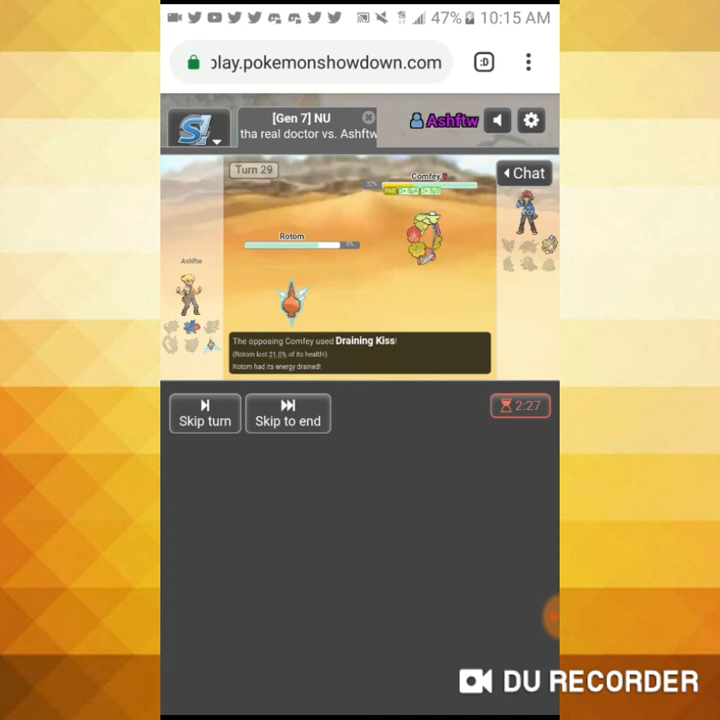 47% 10:15 AM
play.pokemonshowdown.com
:D
[Gen 7] NU
tha real doctor vs. Ashftw
Ashftw
Turn 29
Comfey
Chat
PAR
Rotom
Ashftw
The opposing Comfey used Draining Kiss!
(Rotom lost 21.0% of its health!)
Rotom had its energy drained!
Skip turn
Skip to end
2:27
DU RECORDER